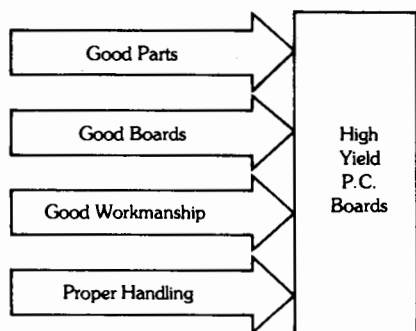 Good Parts
Good Boards
Good Workmanship
Proper Handling
High
Yield
P.C.
Boards